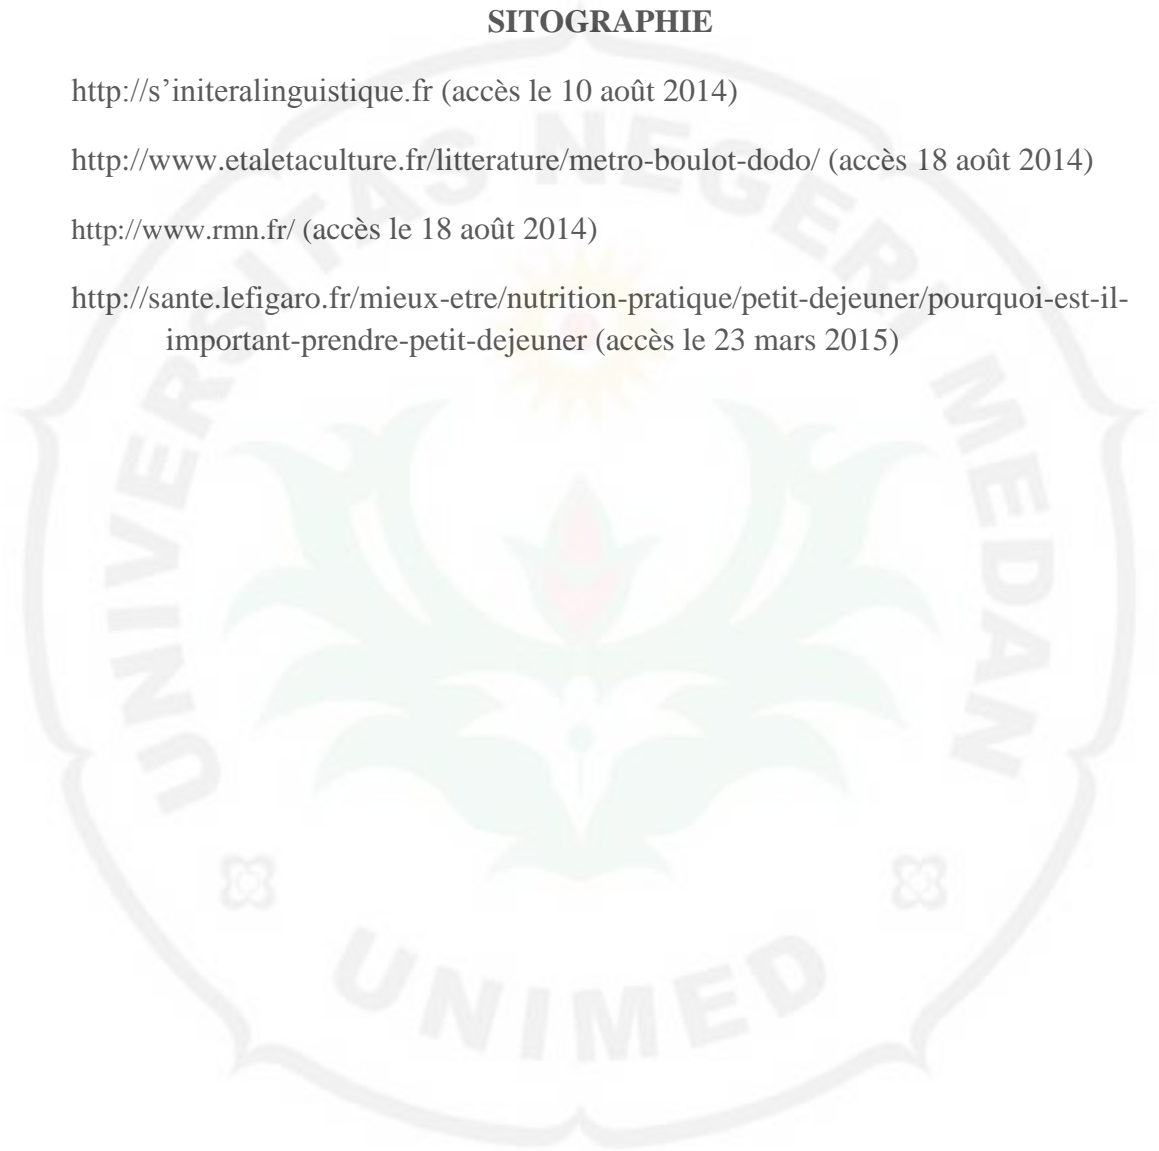 SITOGRAPHIE
http://s’initeralinguistique.fr (accès le 10 août 2014)
http://www.etaletaculture.fr/litterature/metro-boulot-dodo/ (accès 18 août 2014)
http://www.rmn.fr/ (accès le 18 août 2014)
http://sante.lefigaro.fr/mieux-etre/nutrition-pratique/petit-dejeuner/pourquoi-est-il-
important-prendre-petit-dejeuner (accès le 23 mars 2015)
UNIVERSITAS NEGERI MEDAN
UNIMED